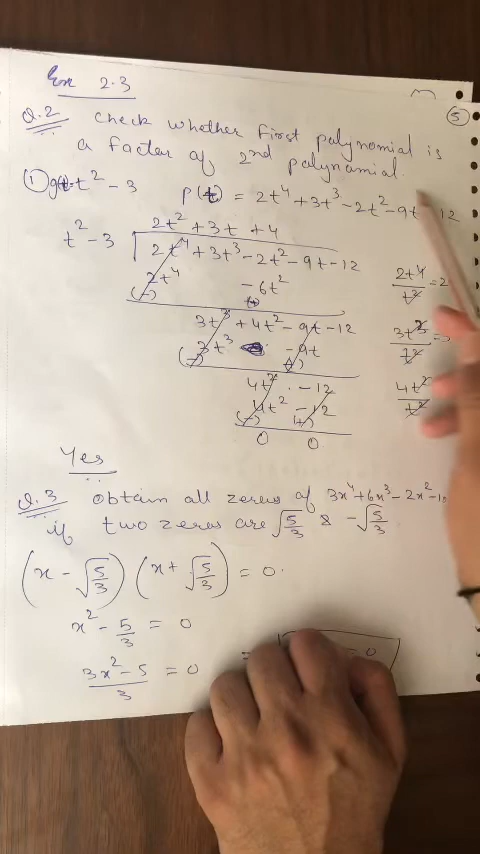 Ex 2.3
5
Q.2 Check whether first polynomial is
a factor of 2nd polynomial.
(1) g(t)= t² - 3 P(t) = 2t⁴ + 3t³ - 2t² - 9t - 12
2t² + 3t + 4
t² - 3 2t⁴ + 3t³ - 2t² - 9t - 12
2t⁴ - 6t²
(-) (+)
3t³ + 4t² - 9t - 12
3t³ - 9t
(-) (+)
4t² - 12
4t² - 12
(-) (+)
0 0
2t⁴/t² = 2
3t³/t² =
4t²/t²
Yes
Q.3 Obtain all zeroes of 3x⁴ + 6x³ - 2x² - 10
if two zeroes are √5/3 & -√5/3
(x - √5/3) (x + √5/3) = 0.
x² - 5/3 = 0
3x² - 5/3 = 0 = = 0